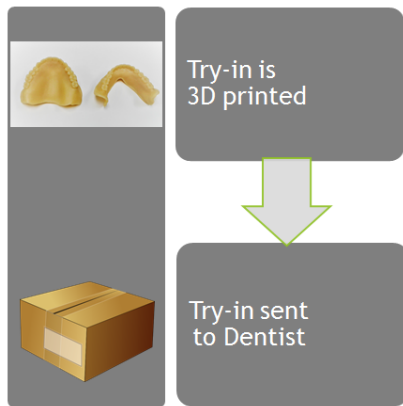 Try-in is
3D printed
Try-in sent
to Dentist